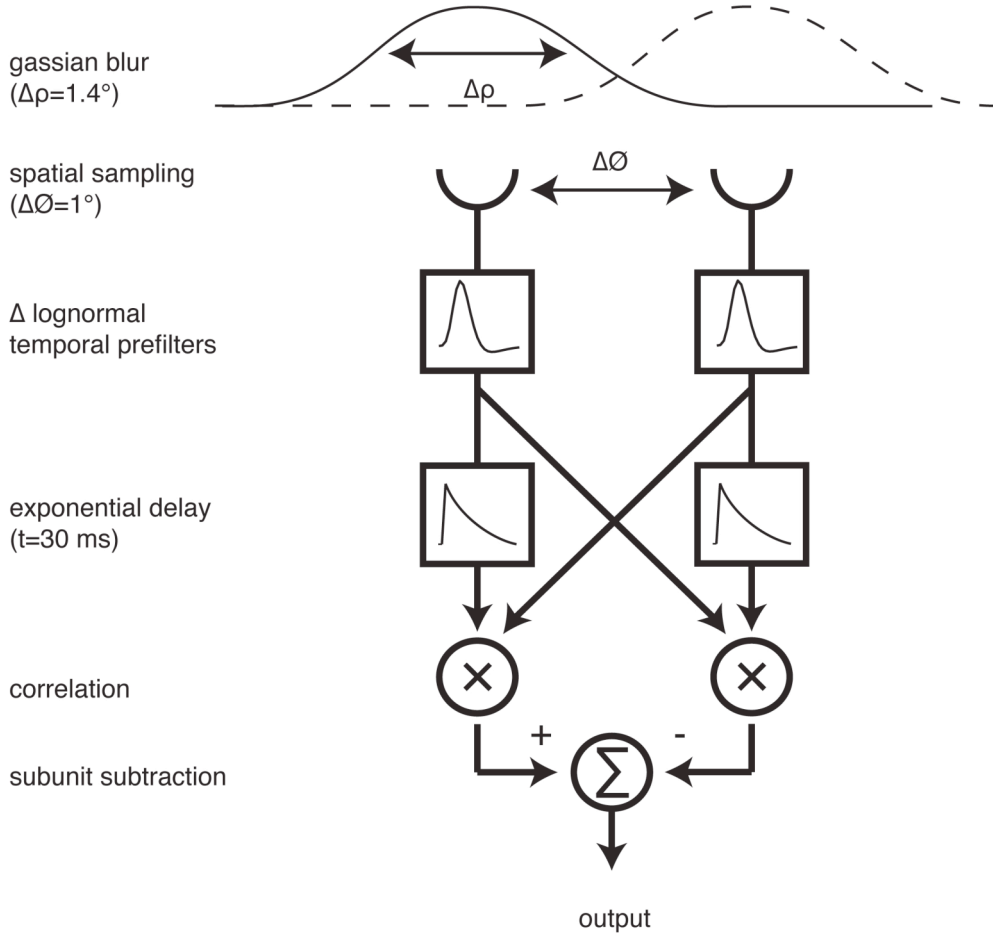 gassian blur
(Δρ=1.4°)
Δρ
spatial sampling
(ΔØ=1°)
ΔØ
Δ lognormal
temporal prefilters
exponential delay
(t=30 ms)
correlation
× ×
+ -
subunit subtraction
Σ
output